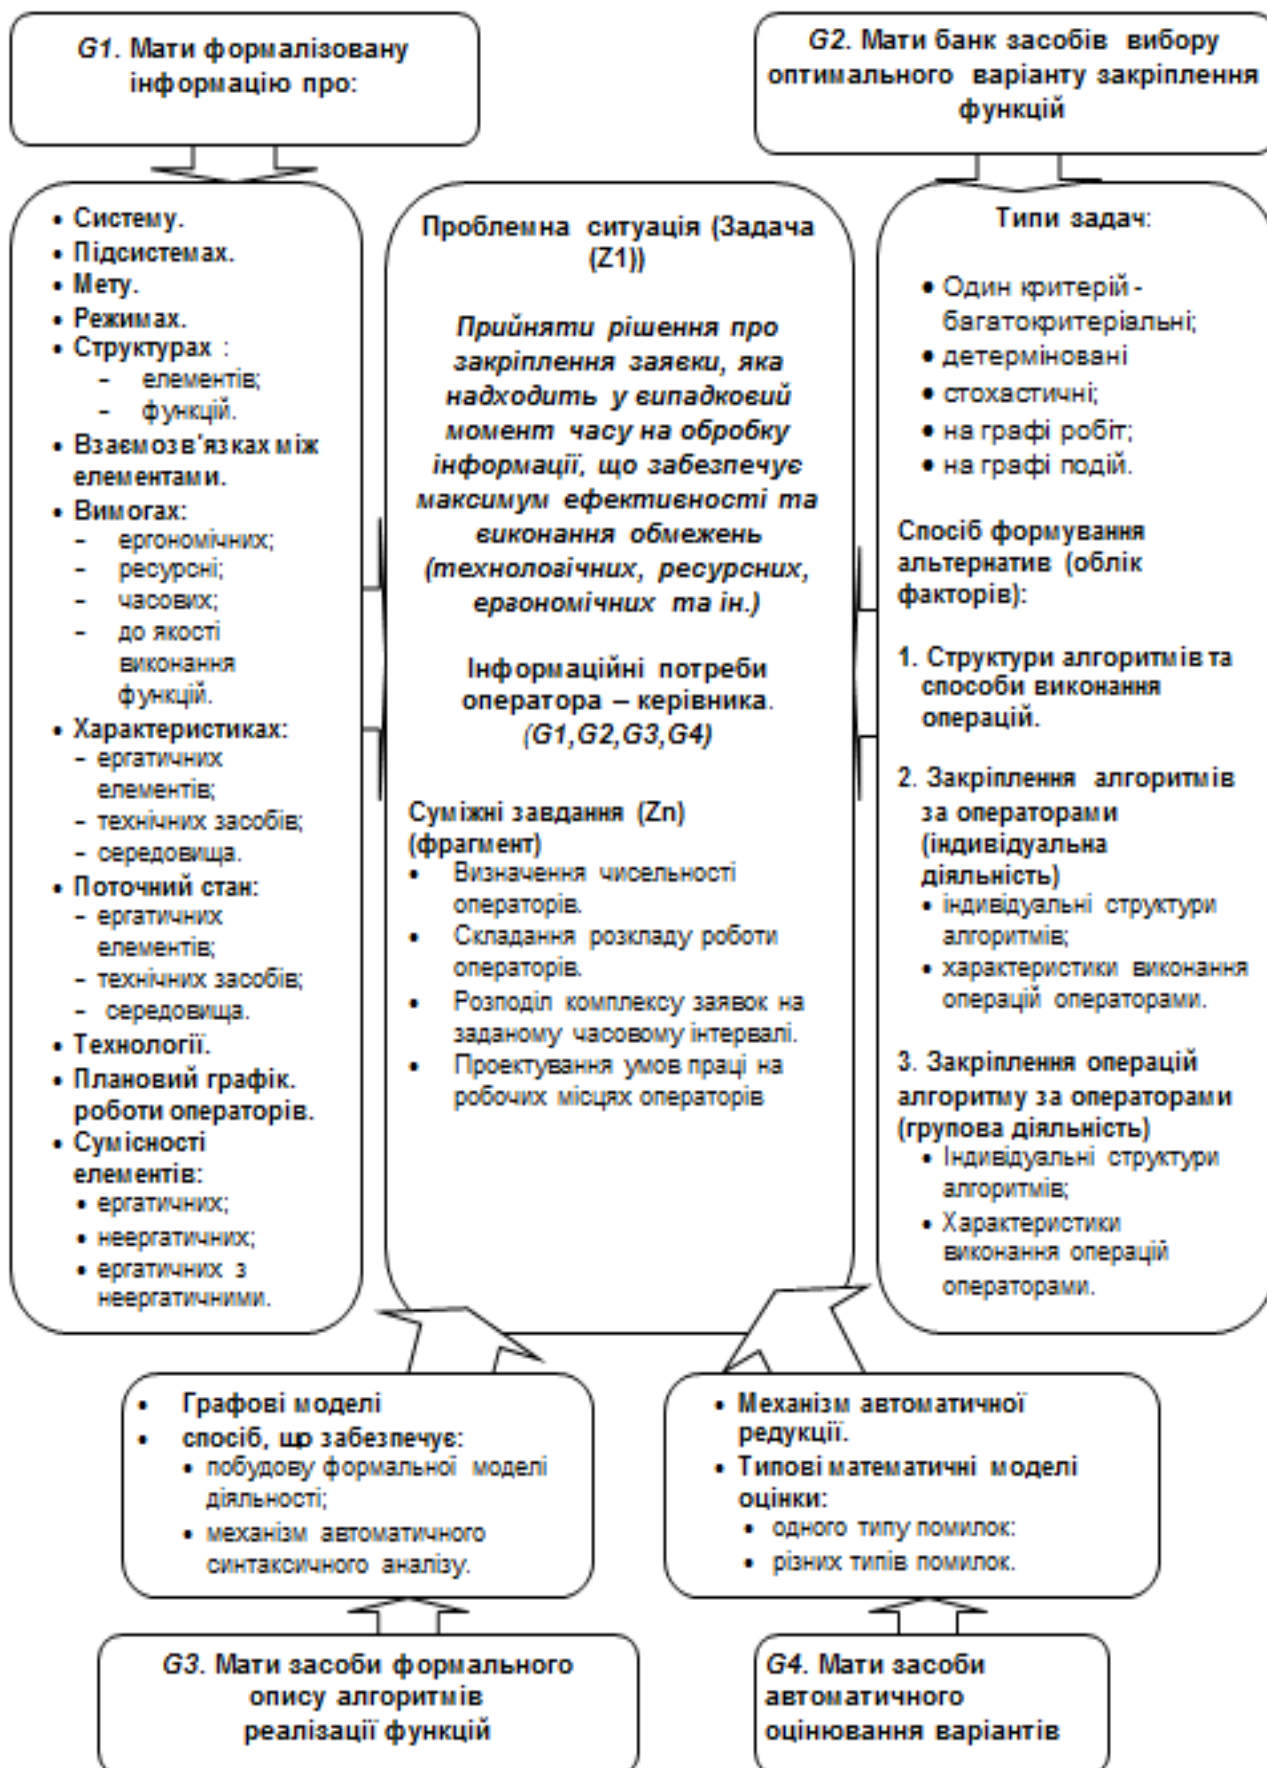 G1. Мати формалізовану
інформацію про:
G2. Мати банк засобів вибору
оптимального варіанту закріплення
функцій
• Систему.
• Підсистемах.
• Мету.
• Режимах.
• Структурах :
– елементів;
– функцій.
• Взаємозв'язках між
елементами.
• Вимогах:
– ергономічних;
– ресурсні;
– часових;
– до якості
виконання
функцій.
• Характеристиках:
– ергатичних
елементів;
– технічних засобів;
– середовища.
• Поточний стан:
– ергатичних
елементів;
– технічних засобів;
– середовища.
• Технології.
• Плановий графік.
роботи операторів.
• Сумісності
елементів:
• ергатичних;
• неергатичних;
• ергатичних з
неергатичними.
Проблемна ситуація (Задача
(Z1))
Прийняти рішення про
закріплення заявки, яка
надходить у випадковий
момент часу на обробку
інформації, що забезпечує
максимум ефективності та
виконання обмежень
(технологічних, ресурсних,
ергономічних та ін.)
Інформаційні потреби
оператора – керівника.
(G1,G2,G3,G4)
Суміжні завдання (Zn)
(фрагмент)
• Визначення чисельності
операторів.
• Складання розкладу роботи
операторів.
• Розподіл комплексу заявок на
заданому часовому інтервалі.
• Проектування умов праці на
робочих місцях операторів
Типи задач:
• Один критерій -
багатокритеріальні;
• детерміновані
• стохастичні;
• на графі робіт;
• на графі подій.
Спосіб формування
альтернатив (облік
факторів):
1. Структури алгоритмів та
способи виконання
операцій.
2. Закріплення алгоритмів
за операторами
(індивідуальна
діяльність)
• індивідуальні структури
алгоритмів;
• характеристики виконання
операцій операторами.
3. Закріплення операцій
алгоритму за операторами
(групова діяльність)
• Індивідуальні структури
алгоритмів;
• Характеристики
виконання операцій
операторами.
• Графові моделі
• спосіб, що забезпечує:
• побудову формальної моделі
діяльності;
• механізм автоматичного
синтаксичного аналізу.
• Механізм автоматичної
редукції.
• Типові математичні моделі
оцінки:
• одного типу помилок:
• різних типів помилок.
G3. Мати засоби формального
опису алгоритмів
реалізації функцій
G4. Мати засоби
автоматичного
оцінювання варіантів